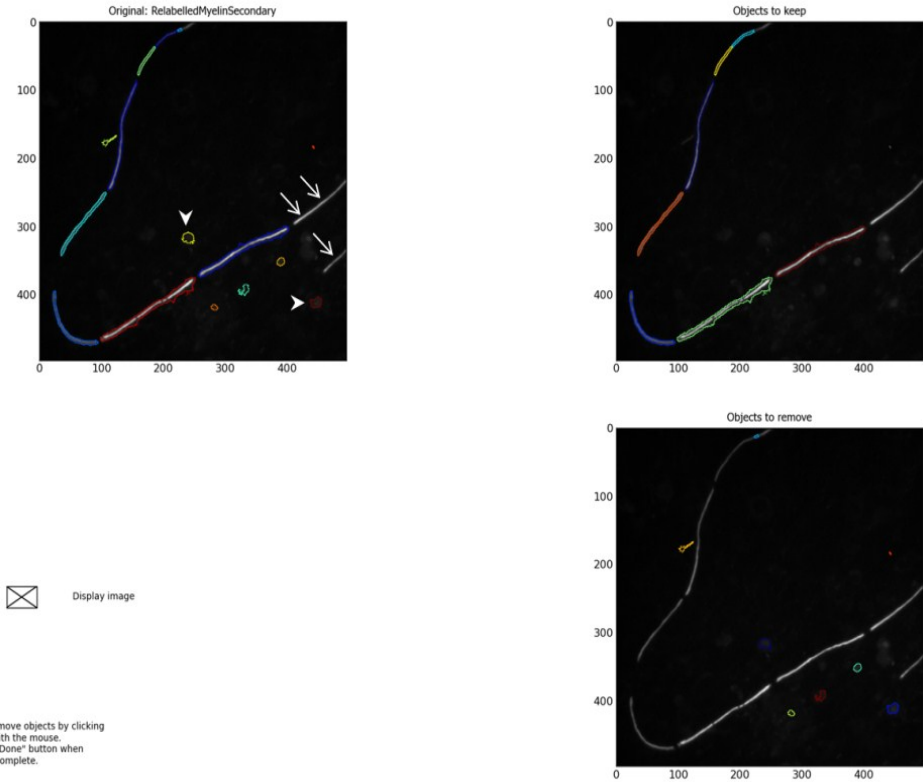 Original: RelabelledMyelinSecondary
0
100
200
300
400
0 100 200 300 400
Objects to keep
0
100
200
300
400
0 100 200 300 400
Objects to remove
0
100
200
300
400
0 100 200 300 400
Display image
move objects by clicking
th the mouse.
Done" button when
omplete.